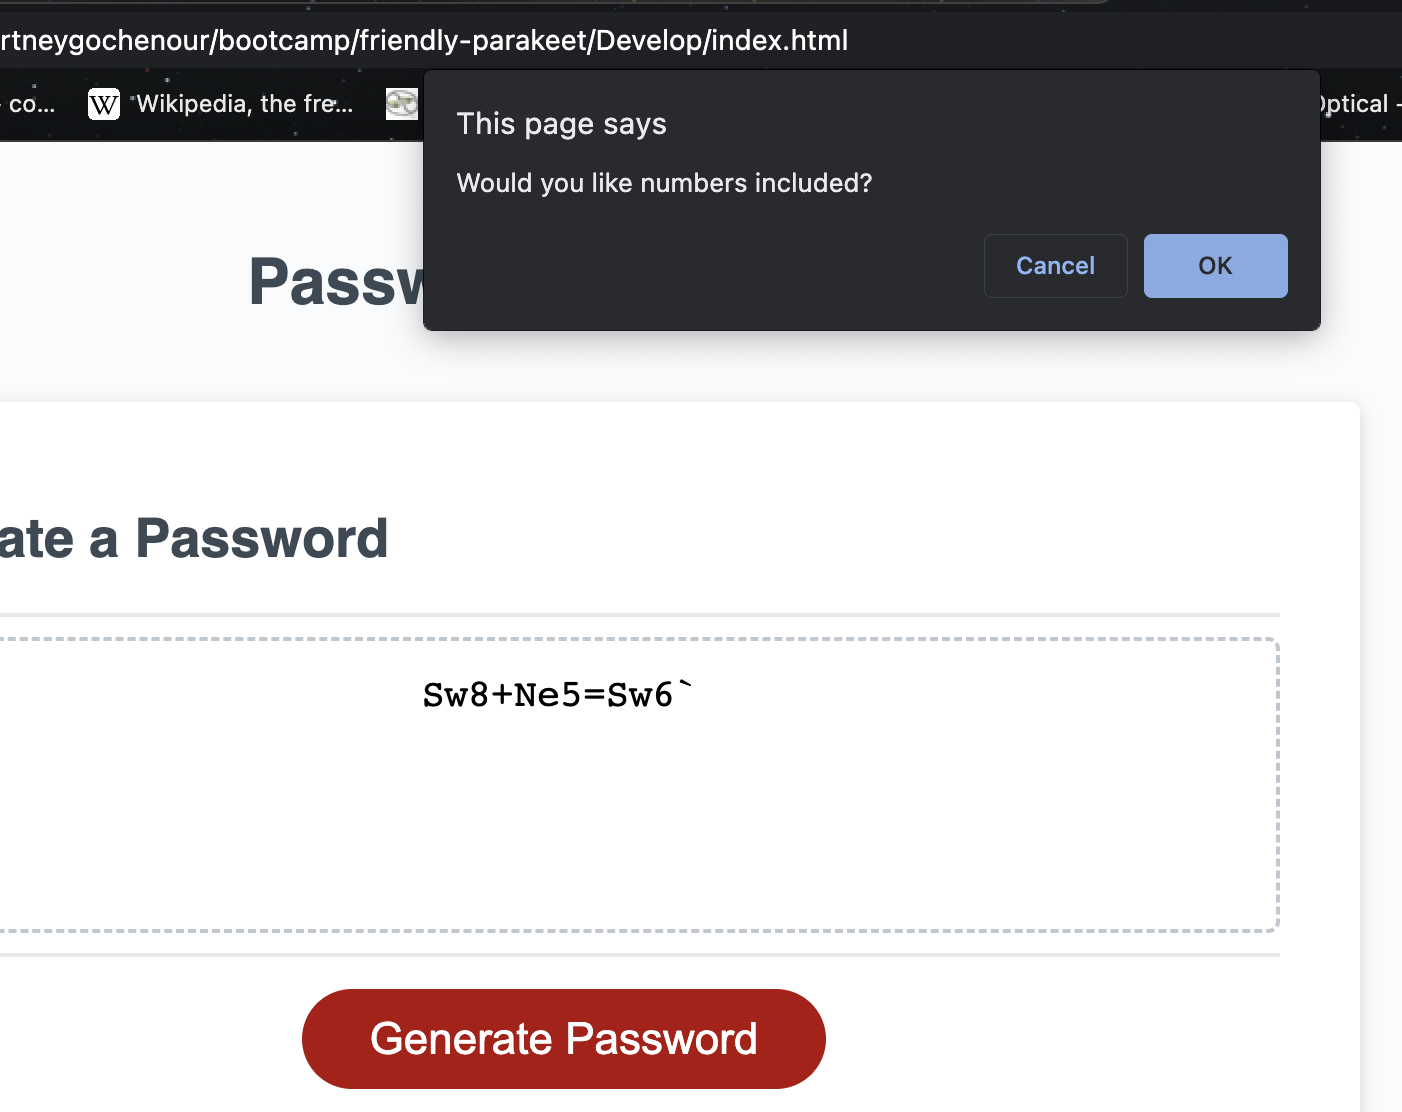 rtneygochenour/bootcamp/friendly-parakeet/Develop/index.html
co...
Wikipedia, the fre...
Optical -
This page says
Would you like numbers included?
Cancel
OK
Passw
ate a Password
Sw8+Ne5=Sw6`
Generate Password